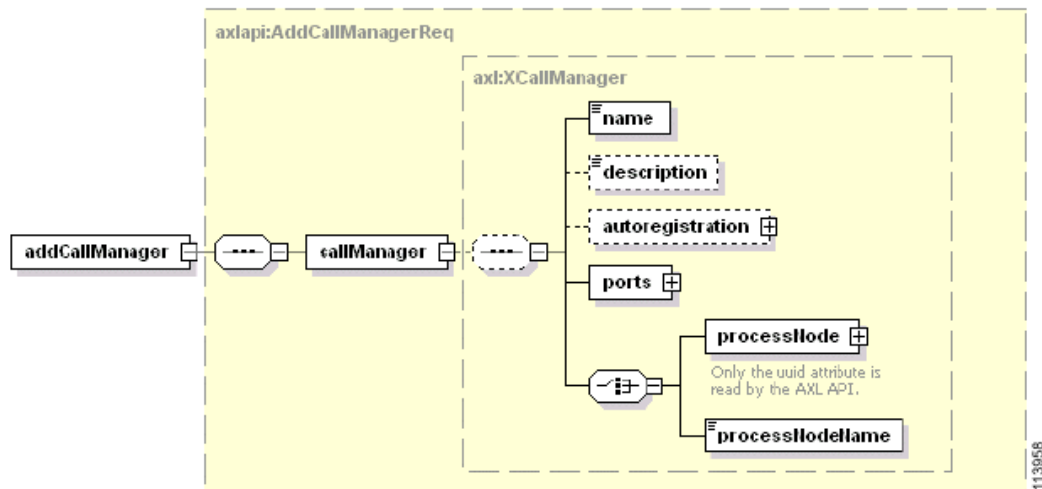 axlapi:AddCallManagerReq
axl:XCallManager
name
description
autoregistration
addCallManager
callManager
ports
processNode
Only the uuid attribute is
read by the AXL API.
processNodeName
113958